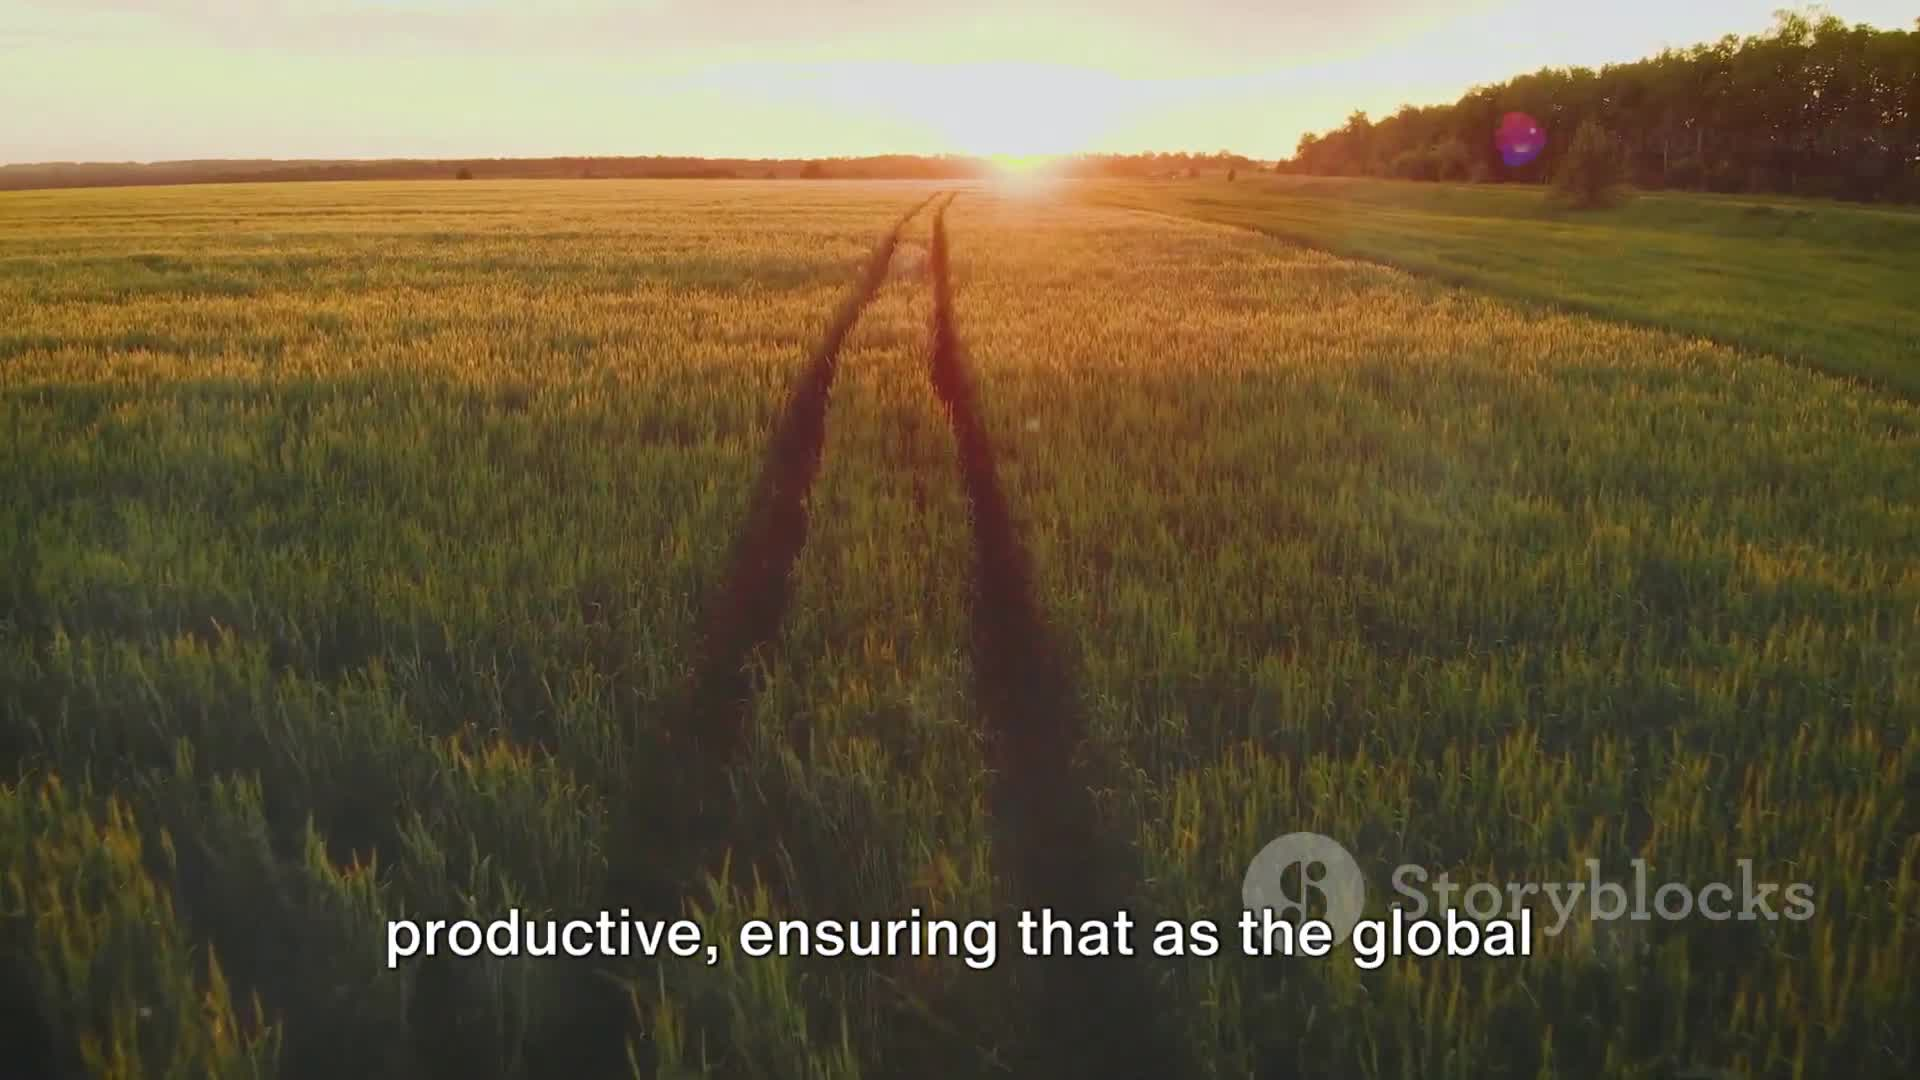 Storyblocks
productive, ensuring that as the global